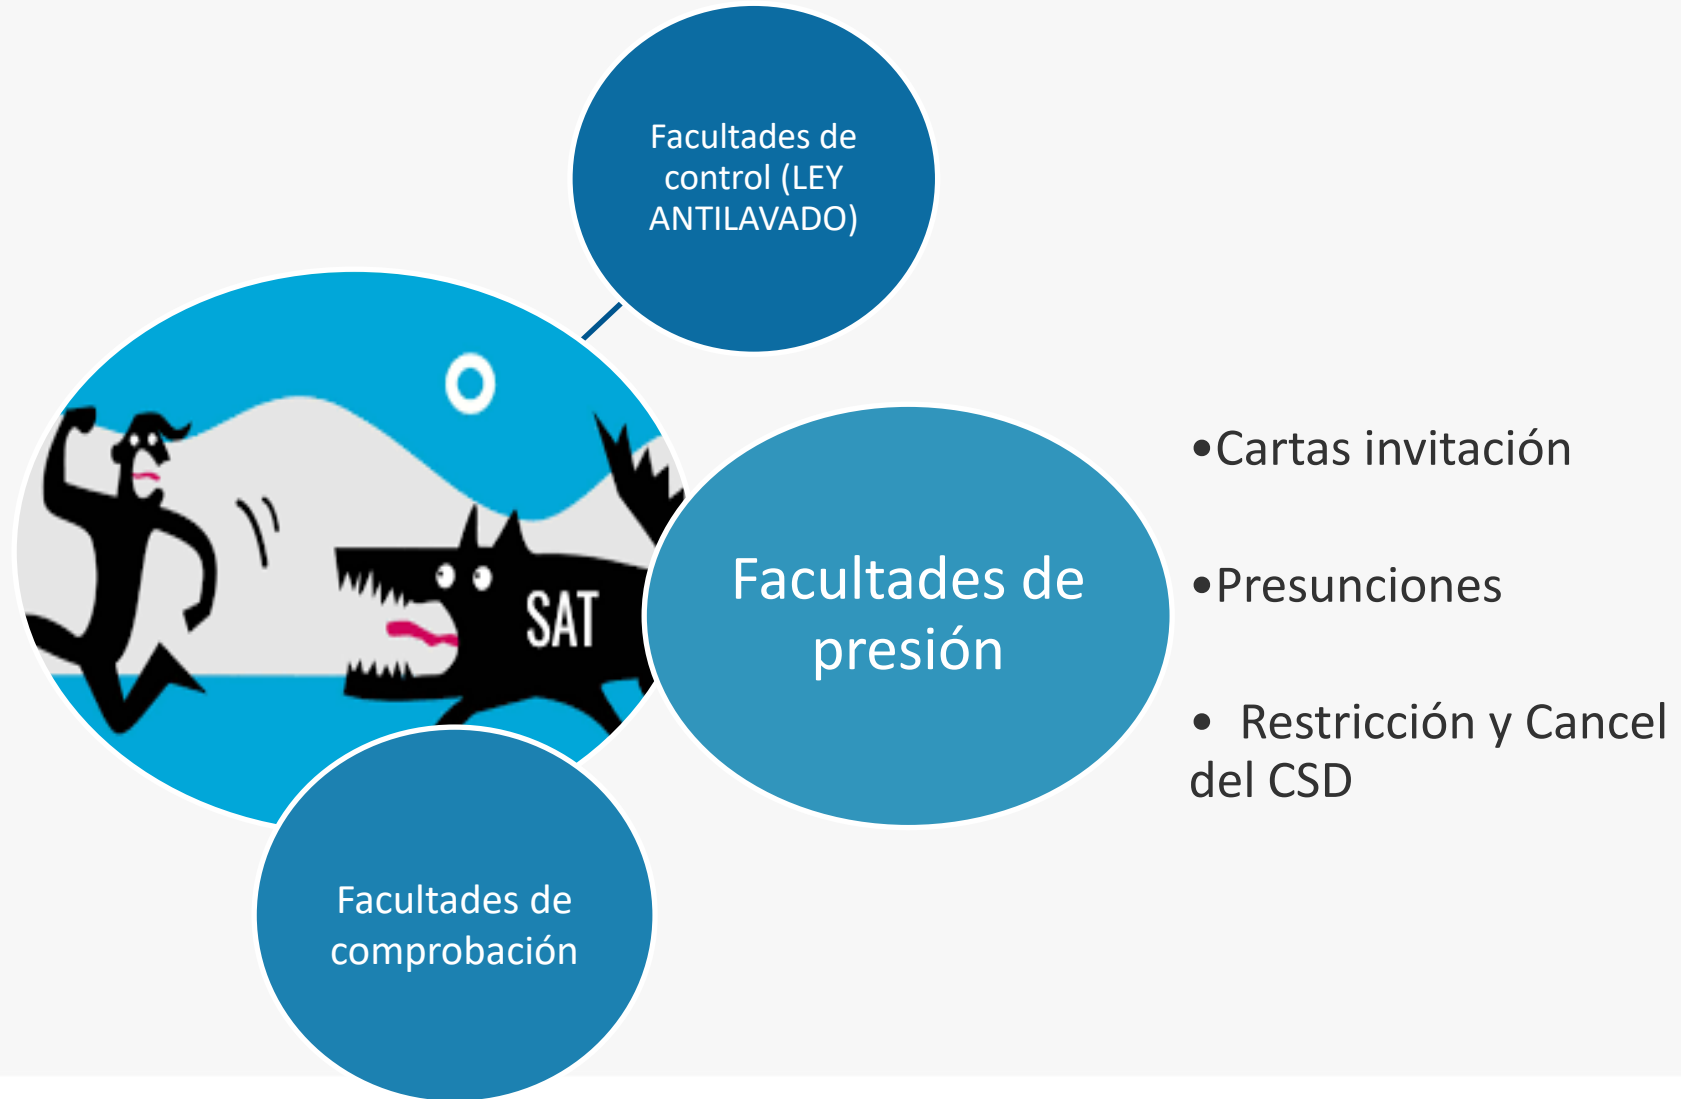 Facultades de
control (LEY
ANTILAVADO)
SAT
Facultades de
presión
•Cartas invitación
•Presunciones
• Restricción y Cancel
del CSD
Facultades de
comprobación